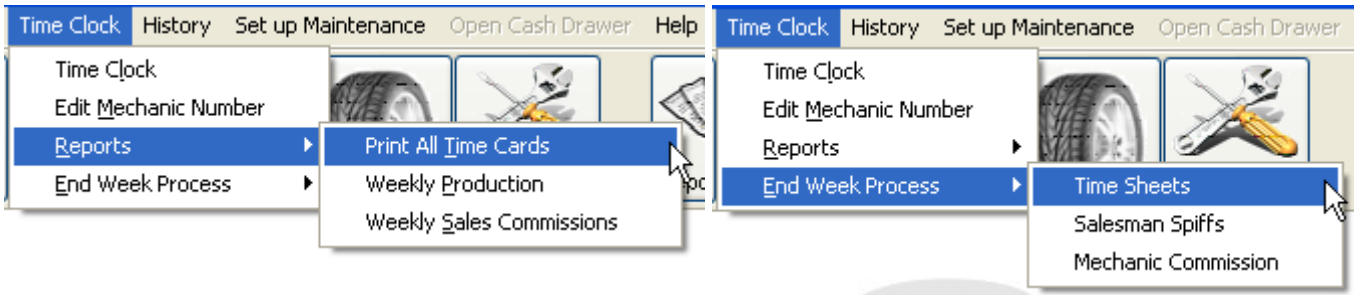 Time Clock History Set up Maintenance Open Cash Drawer Help
Time Clock
Edit Mechanic Number
Reports
End Week Process
Print All Time Cards
Weekly Production
Weekly Sales Commissions
Time Clock History Set up Maintenance Open Cash Drawer
Time Clock
Edit Mechanic Number
Reports
End Week Process
Time Sheets
Salesman Spiffs
Mechanic Commission